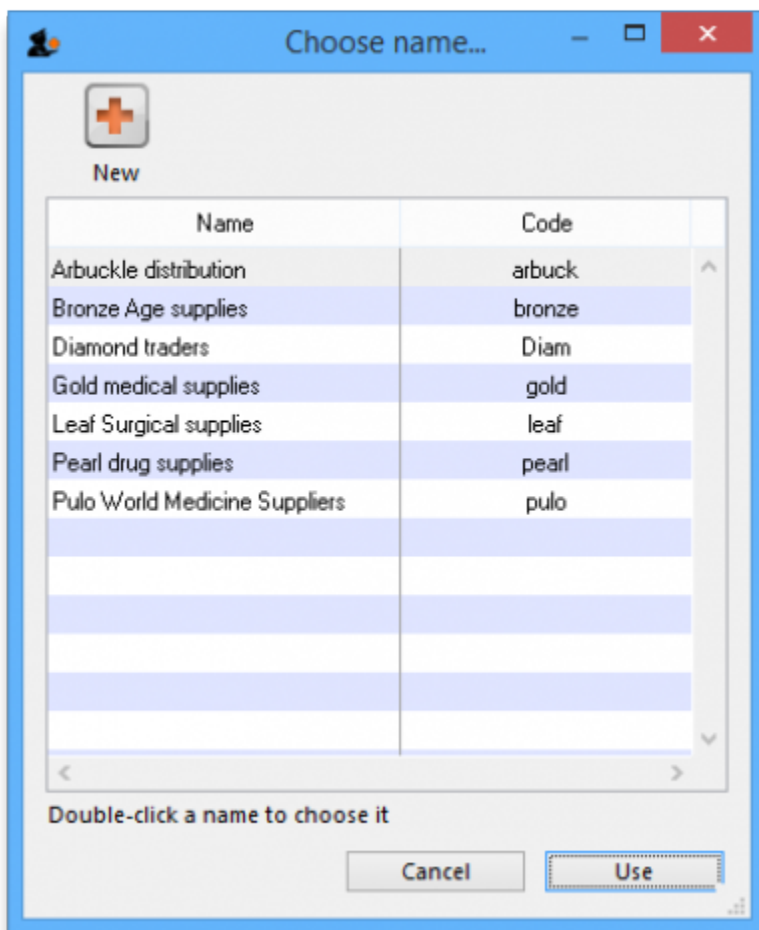 Choose name...
New
Name Code
Arbuckle distribution arbuck
Bronze Age supplies bronze
Diamond traders Diam
Gold medical supplies gold
Leaf Surgical supplies leaf
Pearl drug supplies pearl
Pulo World Medicine Suppliers pulo
Double-click a name to choose it
Cancel Use